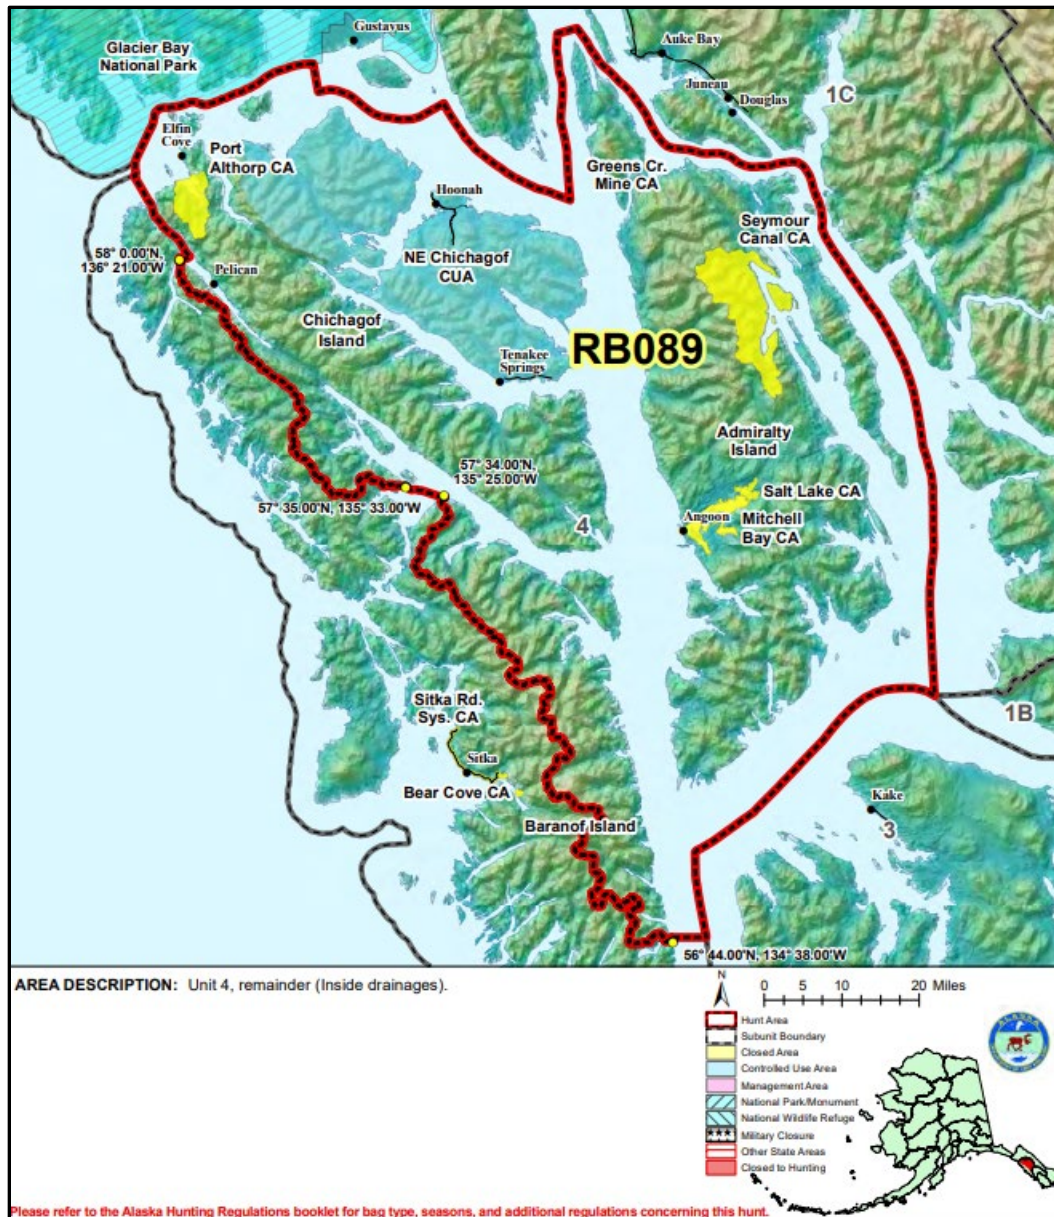 Gustavus
Glacier Bay
National Park
Auke Bay
Juneau
Douglas
1C
Elfin
Cove
Port
Althorp CA
Greens Cr.
Mine CA
Hoonah
Seymour
Canal CA
NE Chichagof
CUA
58° 0.00'N,
136° 21.00'W
Pelican
Chichagof
Island
RB089
Tenakee
Springs
Admiralty
Island
57° 34.00'N,
135° 25.00'W
57° 35.00'N, 135° 33.00'W
Salt Lake CA
4
Angoon
Mitchell
Bay CA
Sitka Rd.
Sys. CA
1B
Sitka
Bear Cove CA
Kake
3
Baranof Island
56° 44.00'N, 134° 38.00'W
AREA DESCRIPTION: Unit 4, remainder (Inside drainages).
N
0 5 10 20 Miles
Hunt Area
Subunit Boundary
Closed Area
Controlled Use Area
Management Area
National Park/Monument
National Wildlife Refuge
Military Closure
Other State Areas
Closed to Hunting
ALASKA
Please refer to the Alaska Hunting Regulations booklet for bag type, seasons, and additional regulations concerning this hunt.